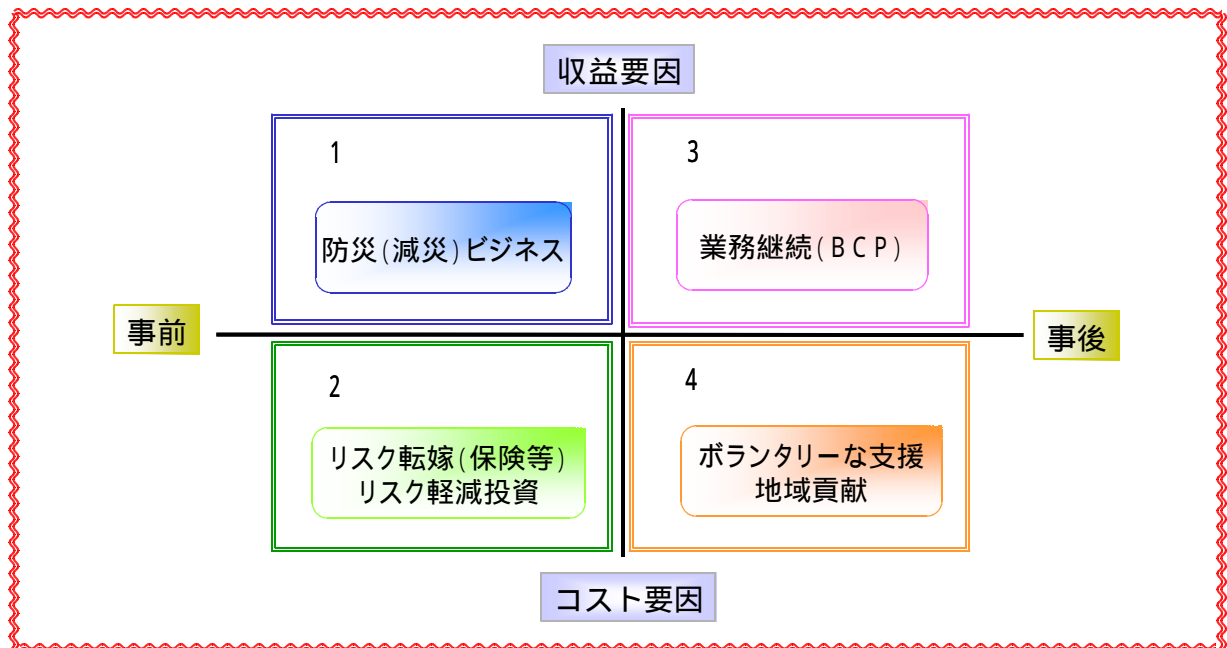 収益要因
1
防災(減災)ビジネス
3
業務継続(BCP)
事前
事後
2
リスク転嫁(保険等)
リスク軽減投資
4
ボランタリーな支援
地域貢献
コスト要因